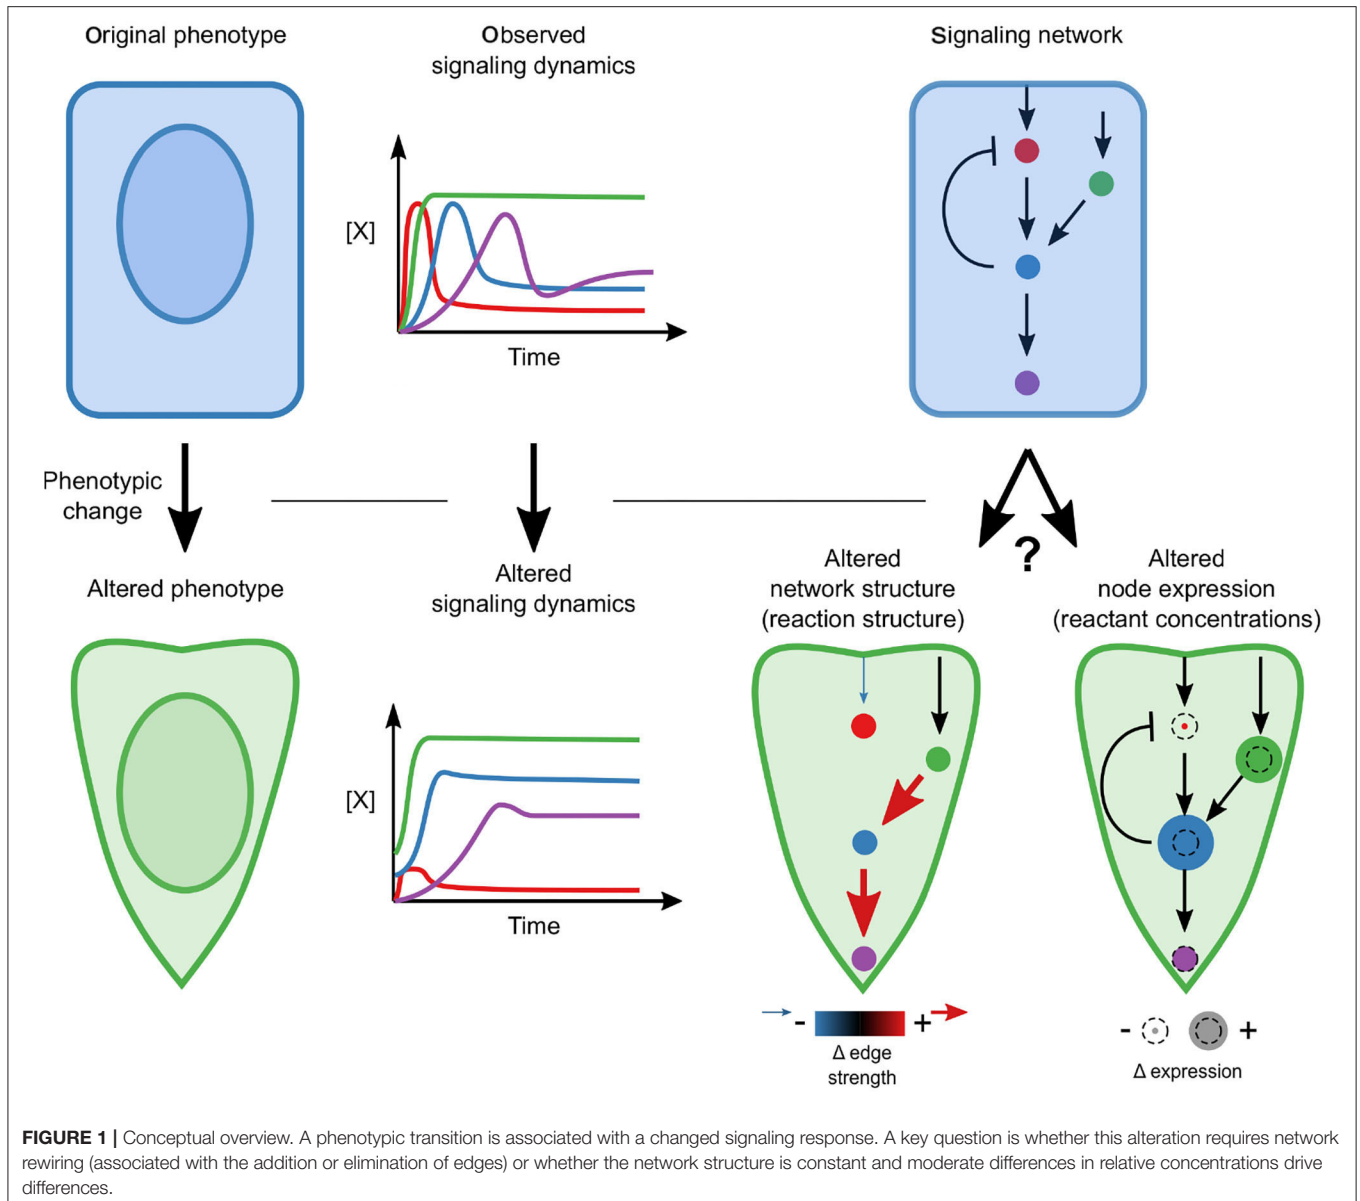 Original phenotype
Observed
signaling dynamics
Signaling network
[X]
Time
Phenotypic
change
?
Altered phenotype
Altered
signaling dynamics
Altered
network structure
(reaction structure)
Altered
node expression
(reactant concentrations)
[X]
Time
- +
Δ edge
strength
- +
Δ expression
FIGURE 1 | Conceptual overview. A phenotypic transition is associated with a changed signaling response. A key question is whether this alteration requires network
rewiring (associated with the addition or elimination of edges) or whether the network structure is constant and moderate differences in relative concentrations drive
differences.